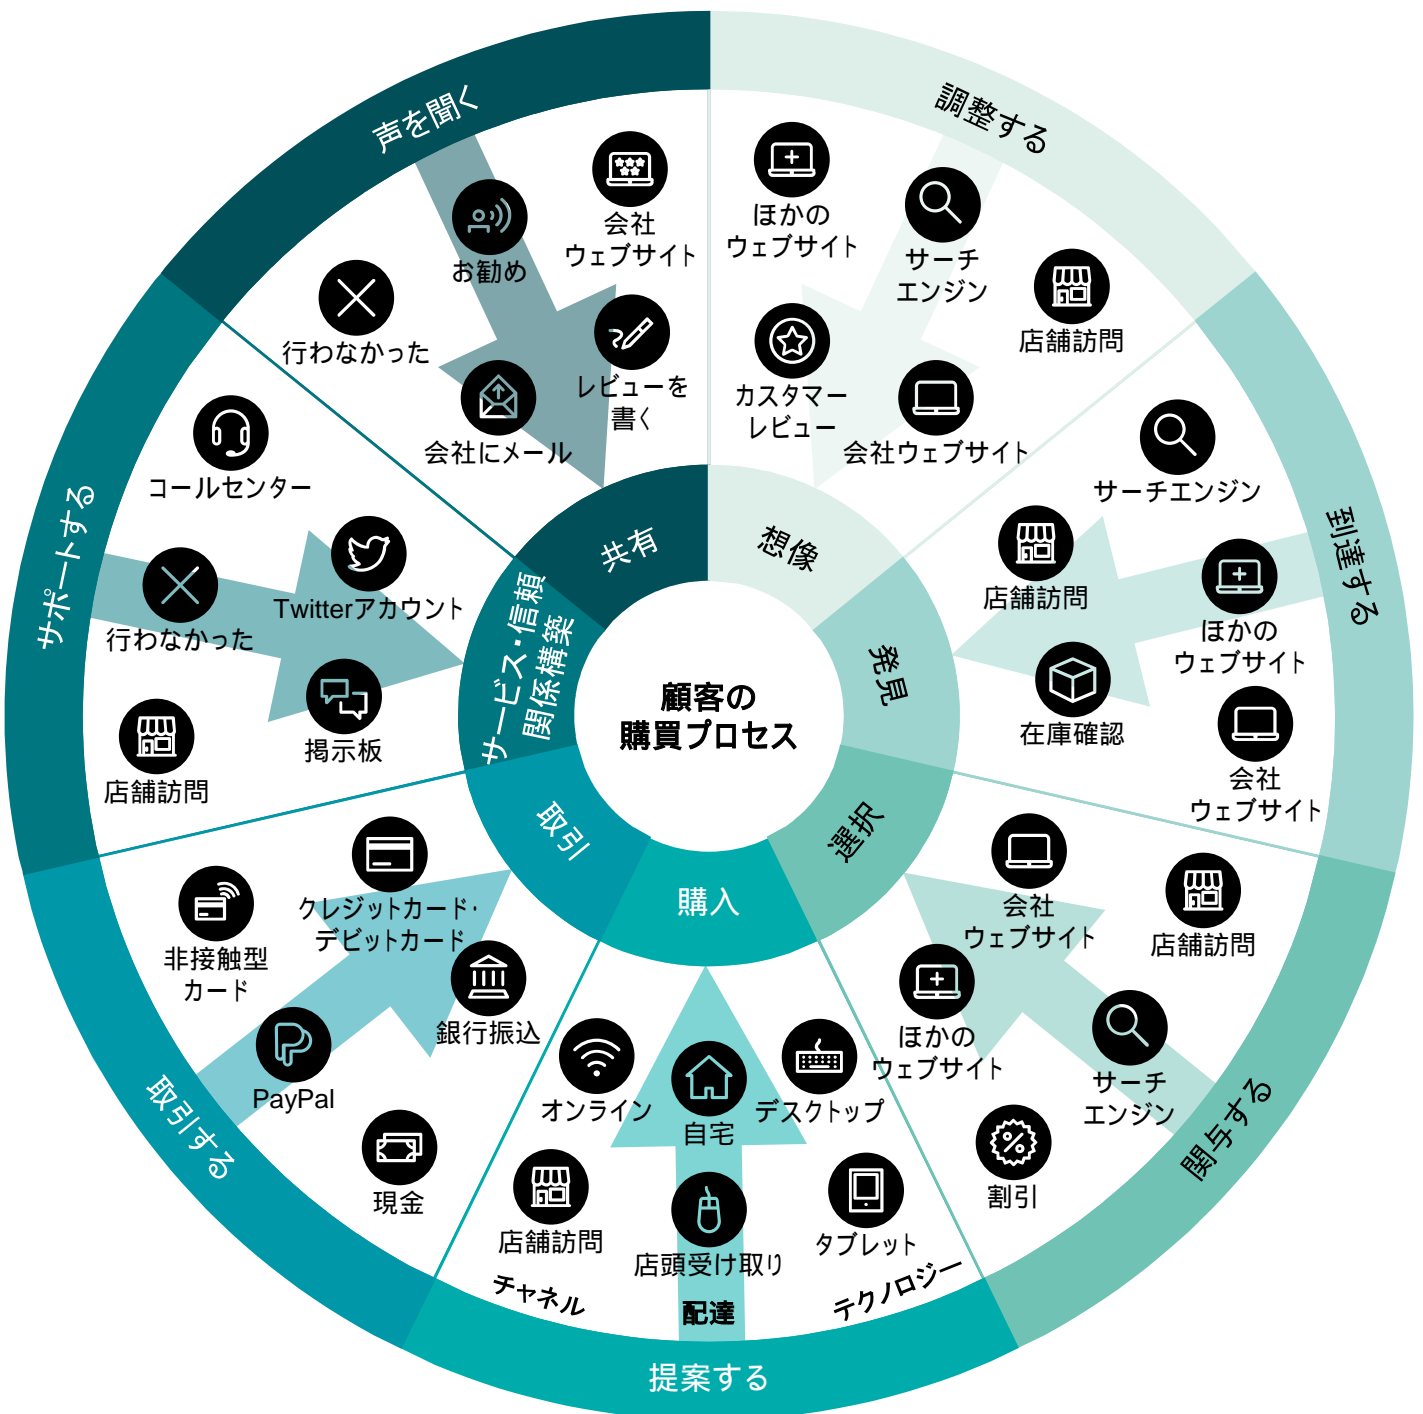 顧客の
購買プロセス
想像
発見
選択
購入
取引
サービス・信頼
関係構築
共有
調整する
ほかの
ウェブサイト
サーチ
エンジン
店舗訪問
カスタマー
レビュー
会社ウェブサイト
到達する
サーチエンジン
店舗訪問
ほかの
ウェブサイト
在庫確認
会社
ウェブサイト
関与する
会社
ウェブサイト
店舗訪問
ほかの
ウェブサイト
サーチ
エンジン
割引
提案する
オンライン
自宅
デスクトップ
店舗訪問
店頭受け取り
タブレット
チャネル
配達
テクノロジー
取引する
クレジットカード・
デビットカード
非接触型
カード
銀行振込
PayPal
現金
サポートする
コールセンター
Twitterアカウント
行わなかった
掲示板
店舗訪問
声を聞く
会社
ウェブサイト
お勧め
行わなかった
レビューを
書く
会社にメール